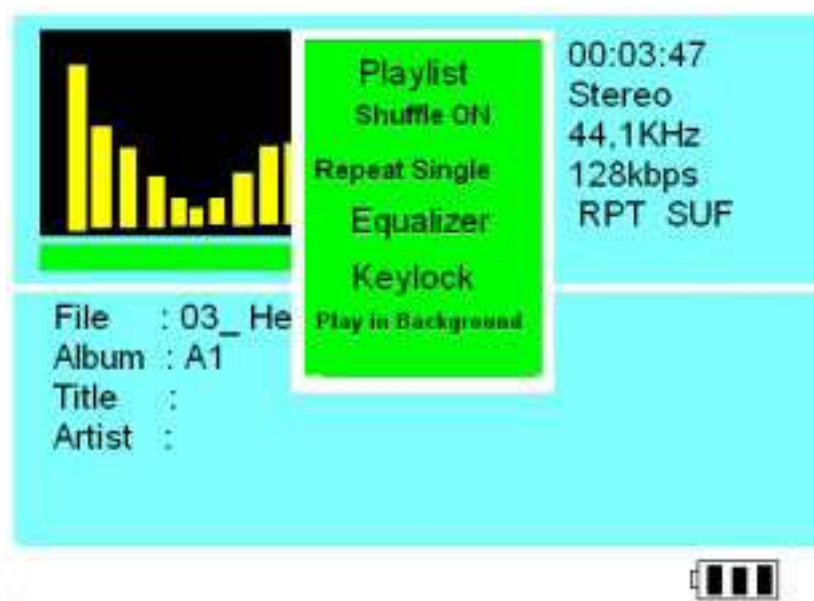 Playlist
Shuffle ON
Repeat Single
Equalizer
Keylock
Play in Background
00:03:47
Stereo
44,1KHz
128kbps
RPT SUF
File : 03_ He
Album : A1
Title :
Artist :